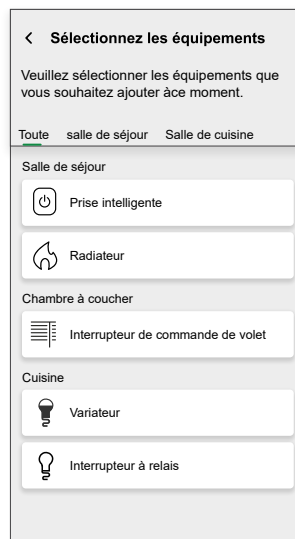 Sélectionnez les équipements
Veuillez sélectionner les équipements que
vous souhaitez ajouter àce moment.
Toute salle de séjour Salle de cuisine
Salle de séjour
Prise intelligente
Radiateur
Chambre à coucher
Interrupteur de commande de volet
Cuisine
Variateur
Interrupteur à relais